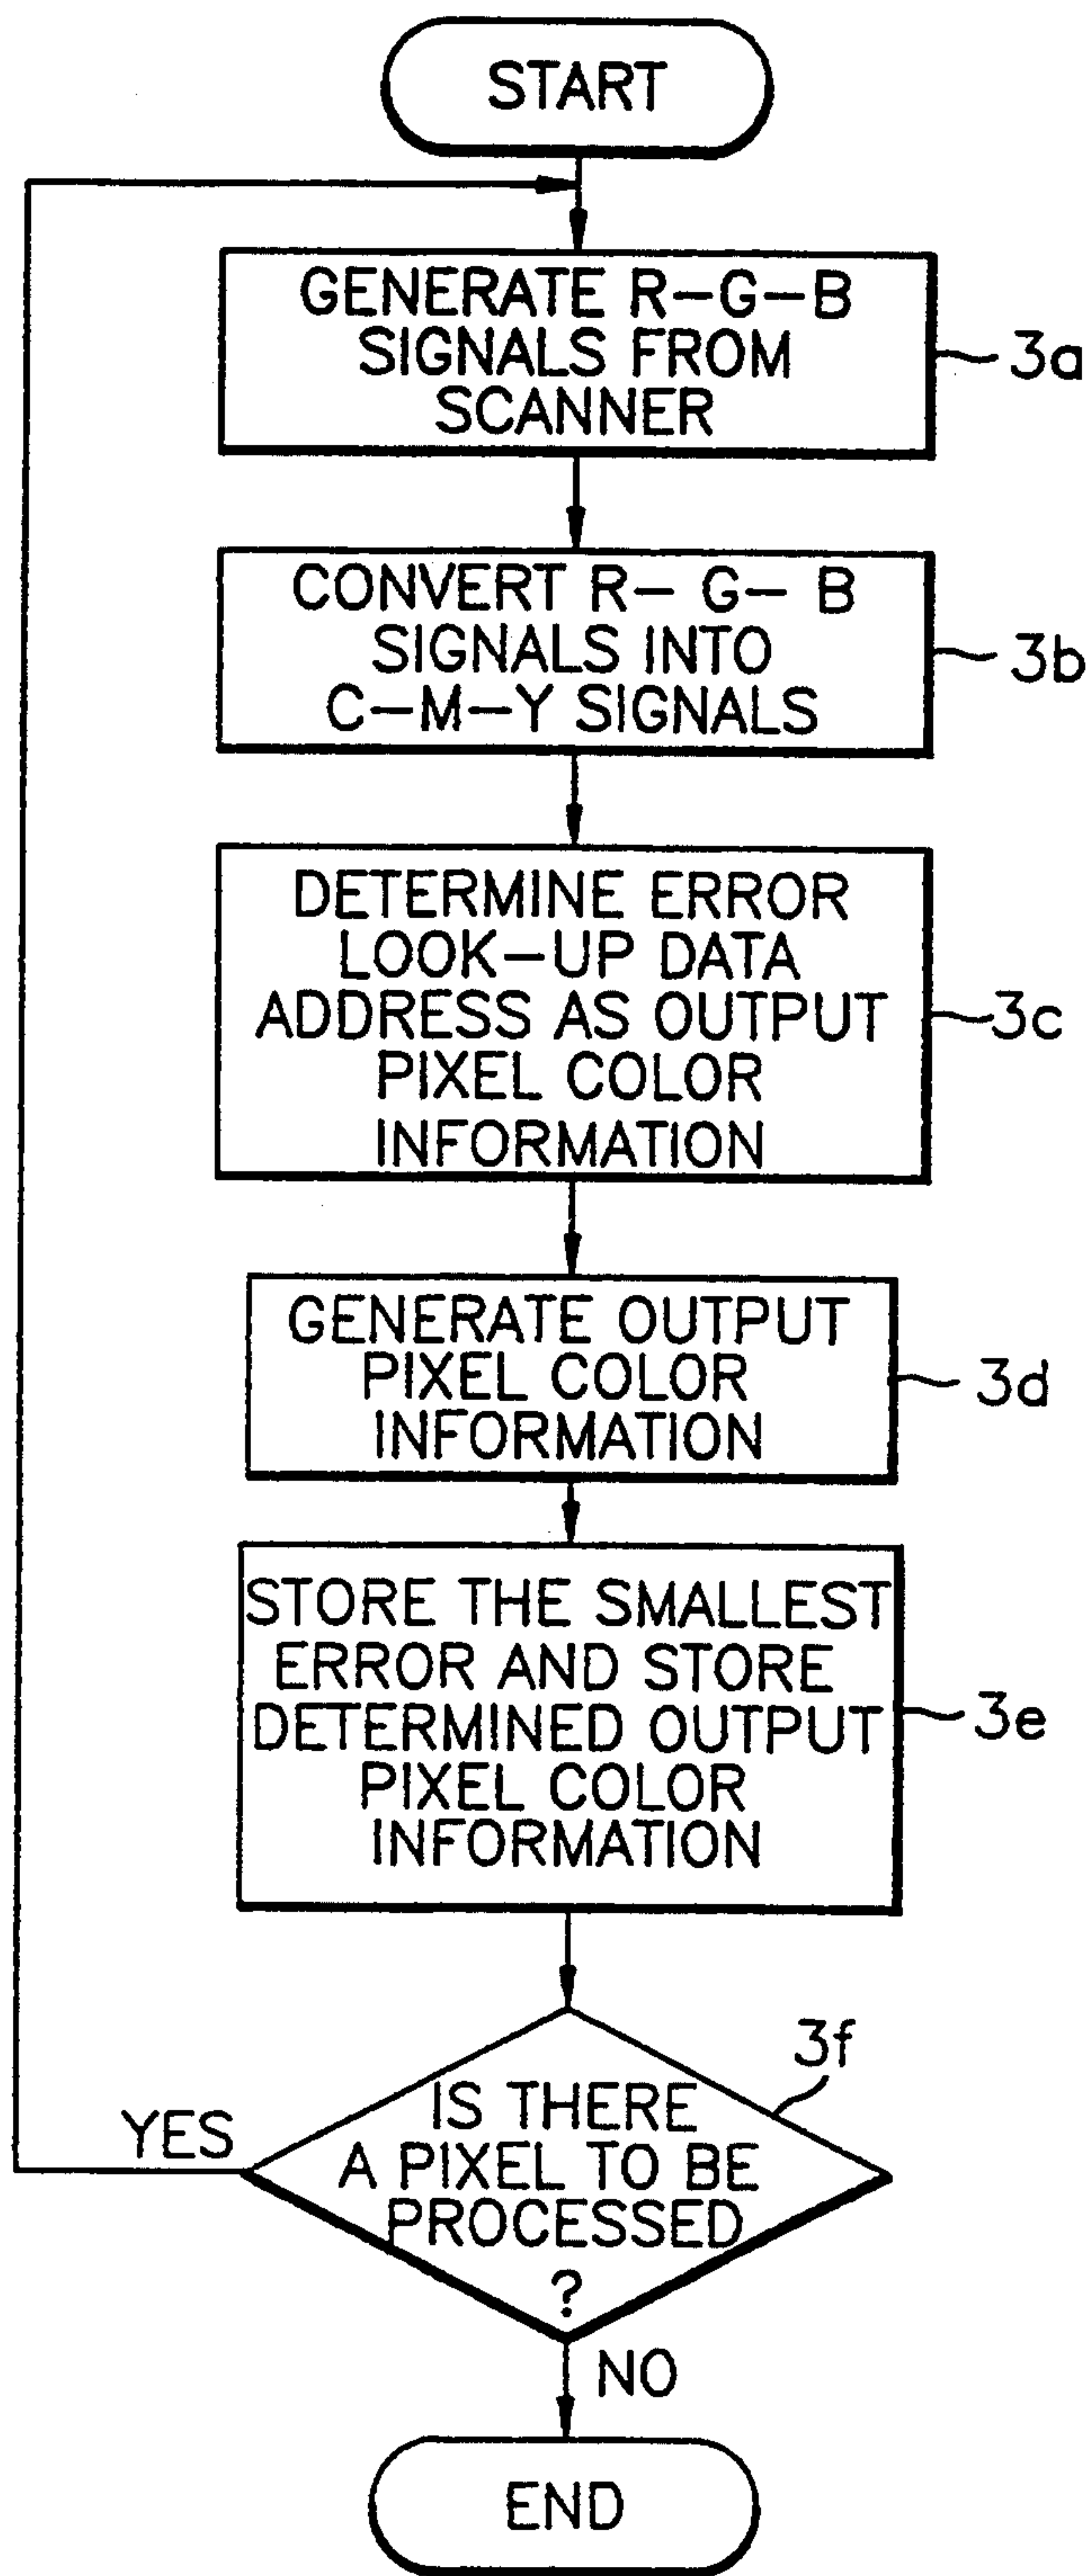 START
GENERATE R-G-B
SIGNALS FROM
SCANNER
3a
CONVERT R- G- B
SIGNALS INTO
C-M-Y SIGNALS
3b
DETERMINE ERROR
LOOK-UP DATA
ADDRESS AS OUTPUT
PIXEL COLOR
INFORMATION
3c
GENERATE OUTPUT
PIXEL COLOR
INFORMATION
3d
STORE THE SMALLEST
ERROR AND STORE
DETERMINED OUTPUT
PIXEL COLOR
INFORMATION
3e
3f
IS THERE
A PIXEL TO BE
PROCESSED
?
YES
NO
END